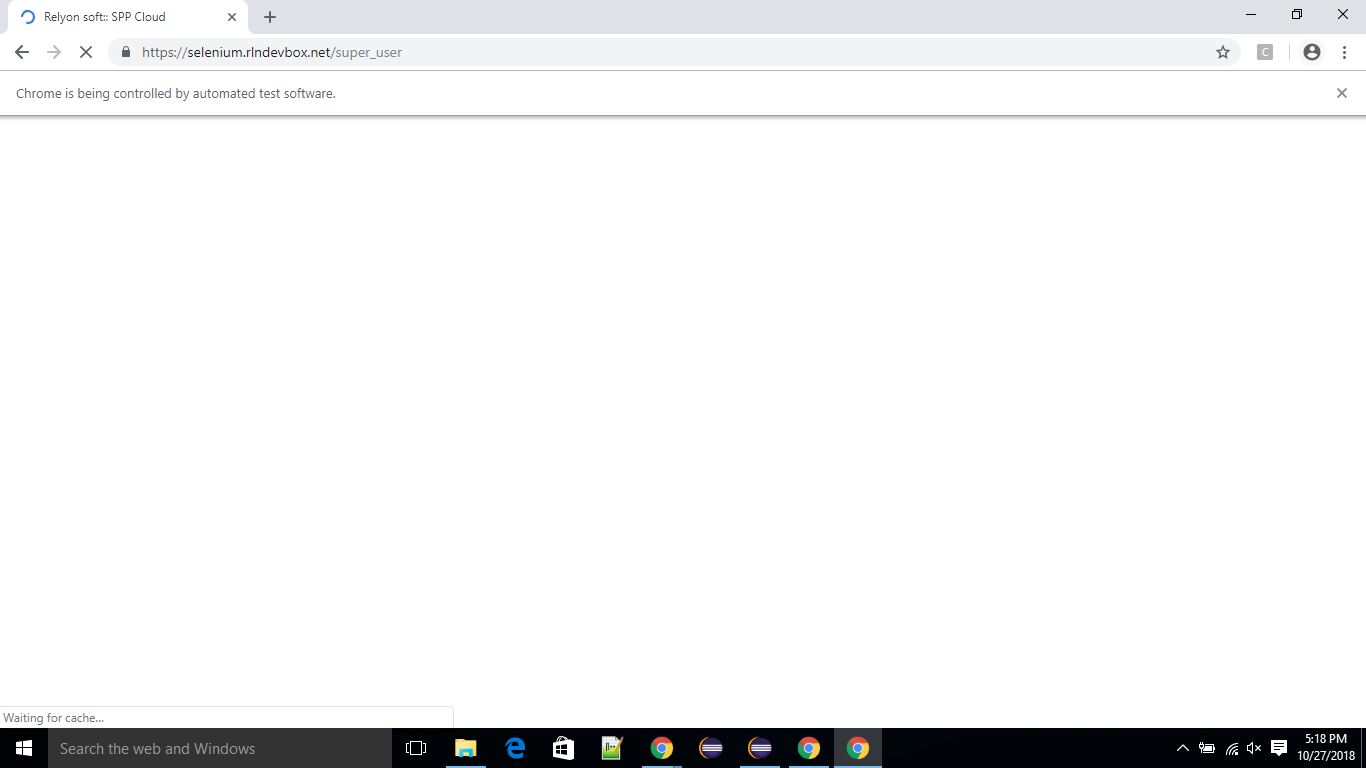 Relyon soft:: SPP Cloud
https://selenium.rlndevbox.net/super_user
C
Chrome is being controlled by automated test software.
Waiting for cache...
Search the web and Windows
5:18 PM
10/27/2018